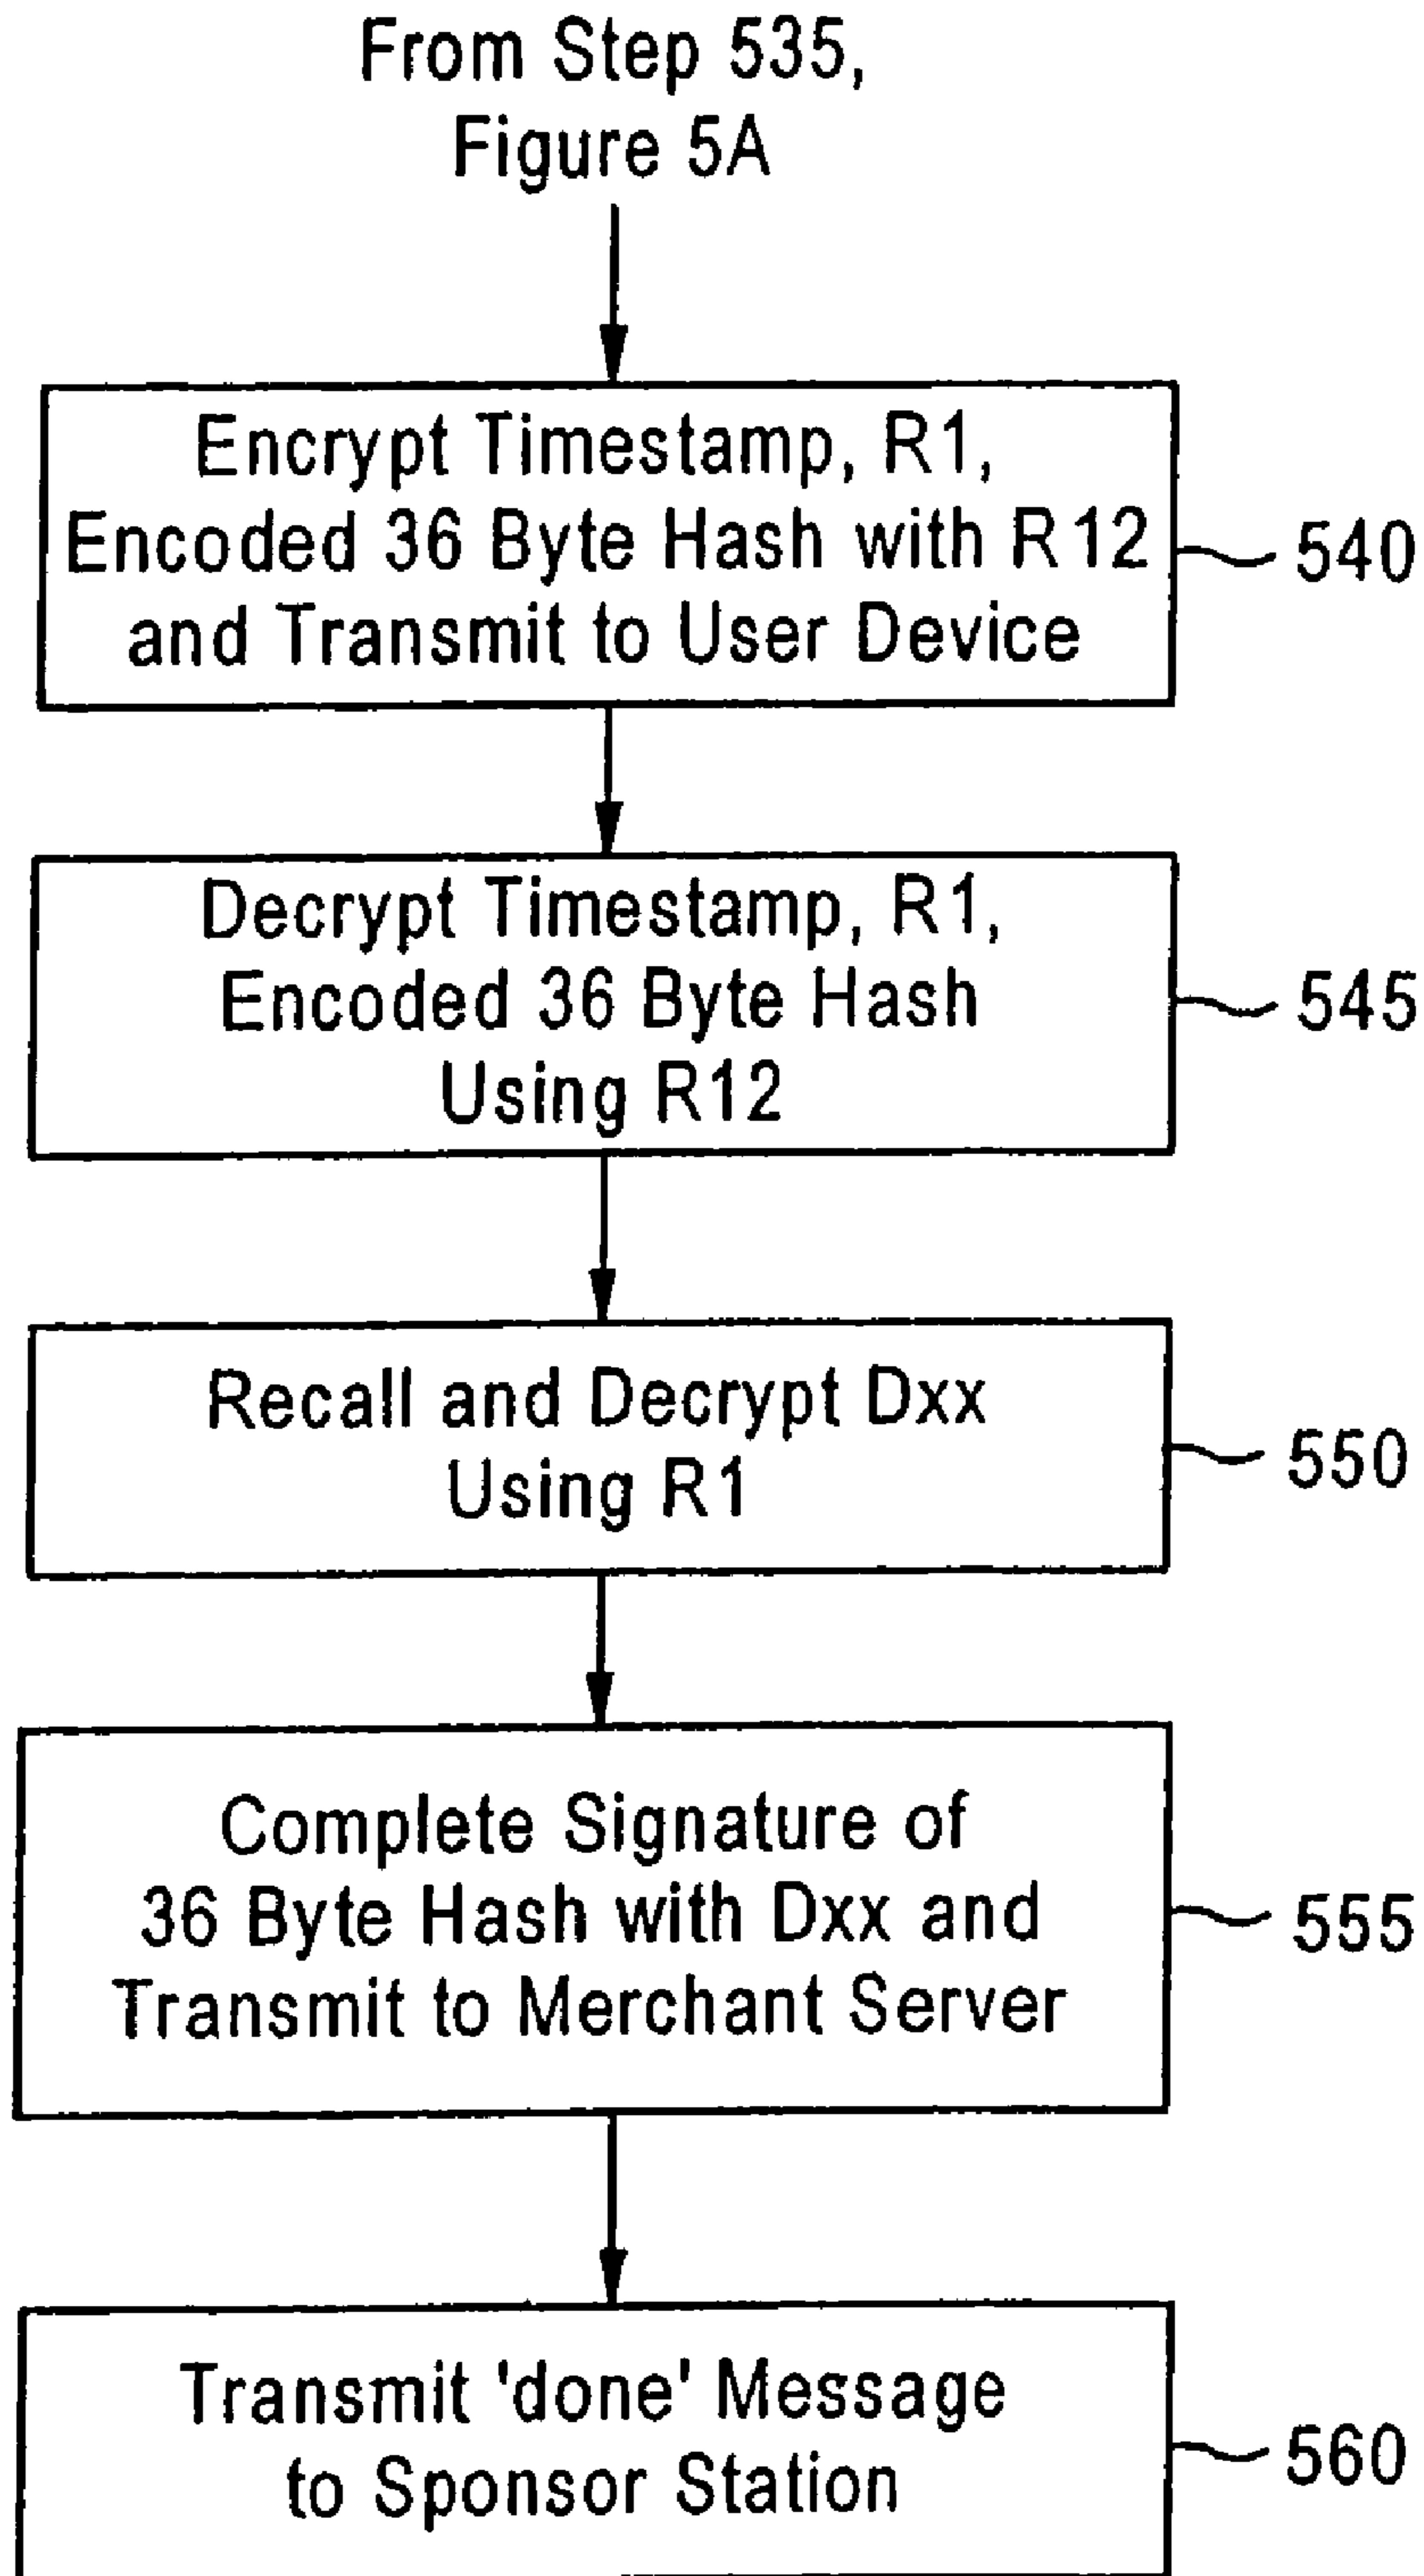 From Step 535,
Figure 5A
Encrypt Timestamp, R1,
Encoded 36 Byte Hash with R12
and Transmit to User Device
540
Decrypt Timestamp, R1,
Encoded 36 Byte Hash
Using R12
545
Recall and Decrypt Dxx
Using R1
550
Complete Signature of
36 Byte Hash with Dxx and
Transmit to Merchant Server
555
Transmit 'done' Message
to Sponsor Station
560